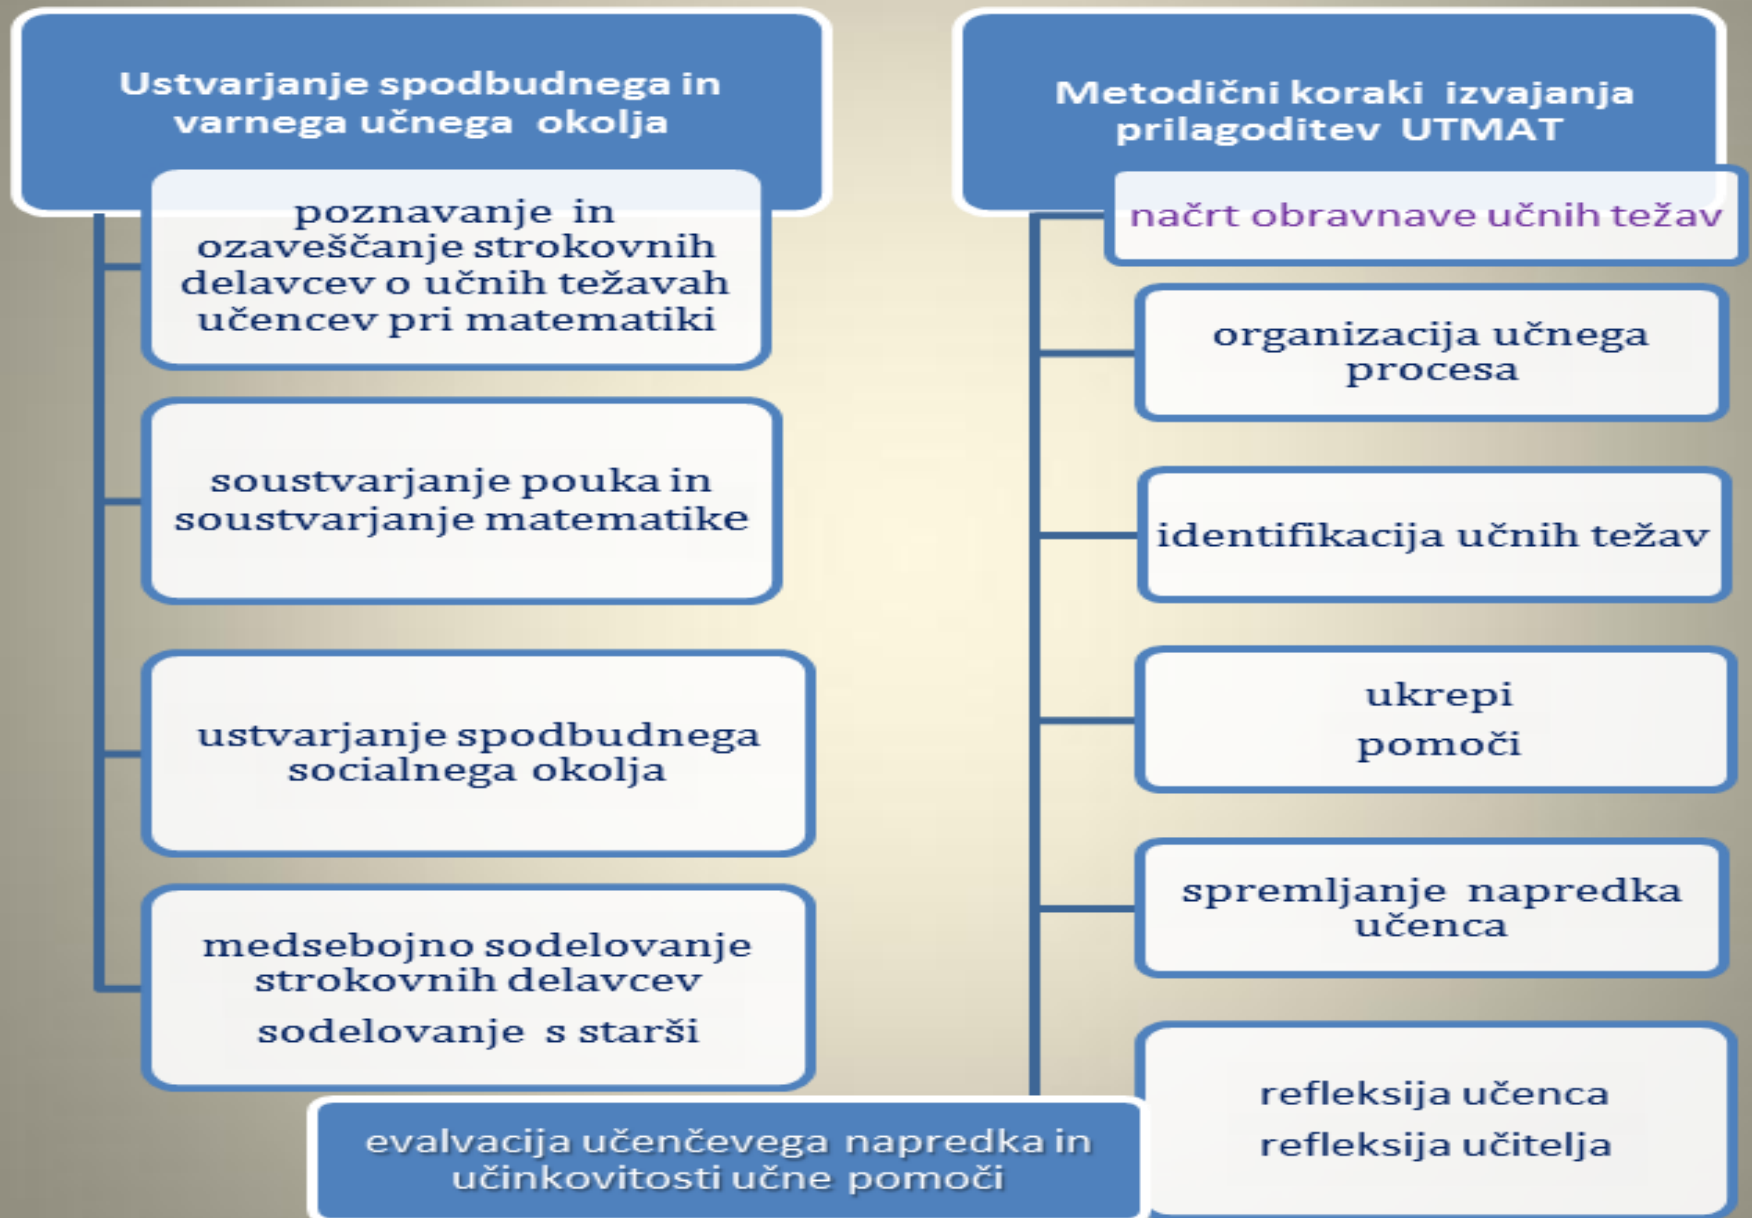 Ustvarjanje spodbudnega in
varnega učnega okolja
poznavanje in
ozaveščanje strokovnih
delavcev o učnih težavah
učencev pri matematiki
soustvarjanje pouka in
soustvarjanje matematike
ustvarjanje spodbudnega
socialnega okolja
medsebojno sodelovanje
strokovnih delavcev
sodelovanje s starši
Metodični koraki izvajanja
prilagoditev UTMAT
načrt obravnave učnih težav
organizacija učnega
procesa
identifikacija učnih težav
ukrepi
pomoči
spremljanje napredka
učenca
refleksija učenca
refleksija učitelja
evalvacija učenčevega napredka in
učinkovitosti učne pomoči